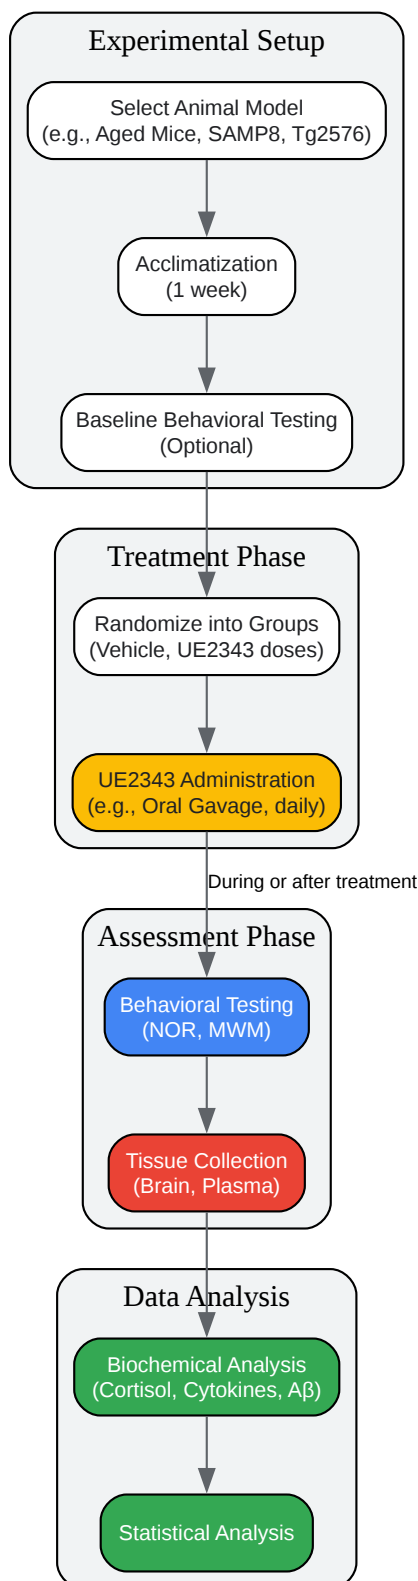 Experimental Setup
Select Animal Model
(e.g., Aged Mice, SAMP8, Tg2576)
Acclimatization
(1 week)
Baseline Behavioral Testing
(Optional)
Treatment Phase
Randomize into Groups
(Vehicle, UE2343 doses)
UE2343 Administration
(e.g., Oral Gavage, daily)
During or after treatment
Assessment Phase
Behavioral Testing
(NOR, MWM)
Tissue Collection
(Brain, Plasma)
Data Analysis
Biochemical Analysis
(Cortisol, Cytokines, Aβ)
Statistical Analysis